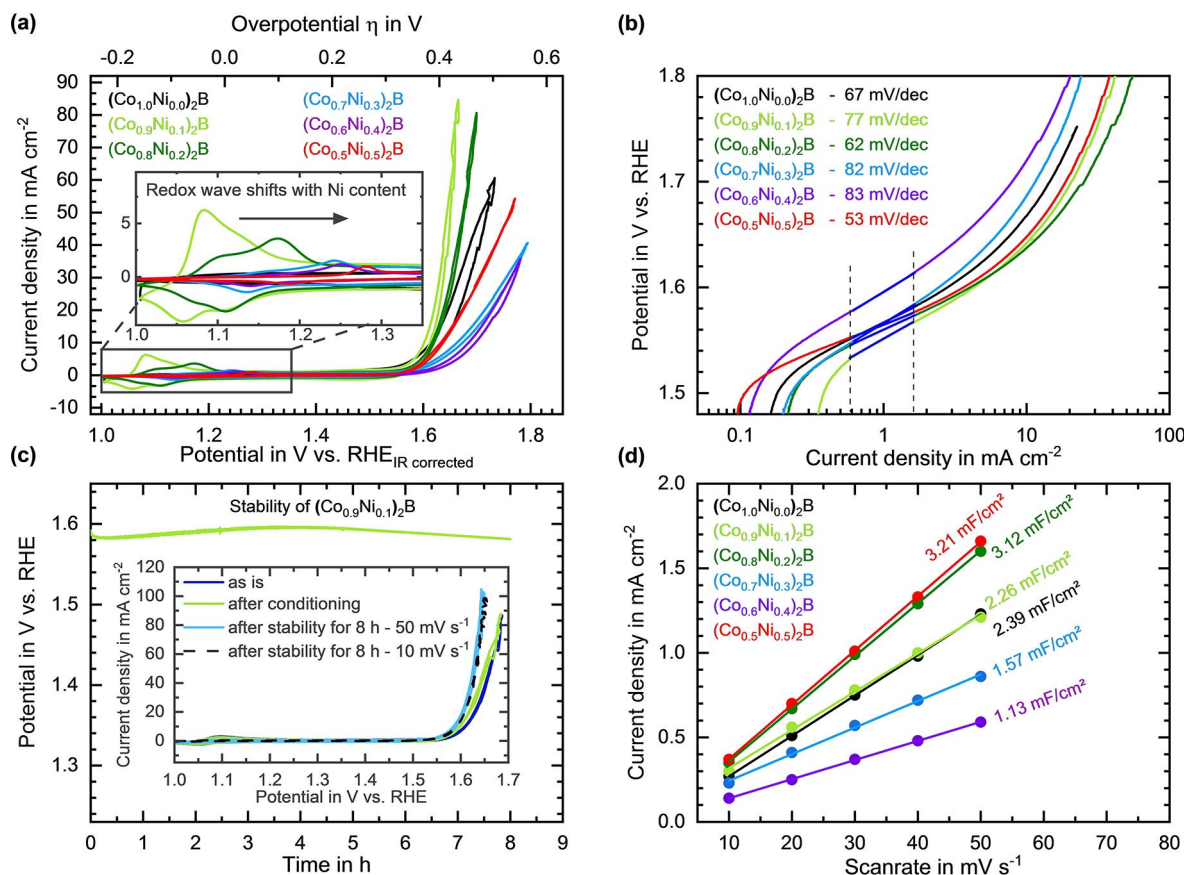 (a)
Overpotential η in V
-0.2 -0.1 0.0 0.1 0.2 0.3 0.4 0.5 0.6
Current density in mA cm⁻²
90
80
70
60
50
40
30
20
10
0
-10
(Co₁.₀Ni₀.₀)₂B
(Co₀.₉Ni₀.₁)₂B
(Co₀.₈Ni₀.₂)₂B
(Co₀.₇Ni₀.₃)₂B
(Co₀.₆Ni₀.₄)₂B
(Co₀.₅Ni₀.₅)₂B
Redox wave shifts with Ni content
5
0
1.0 1.1 1.2 1.3
1.0 1.2 1.4 1.6 1.8
Potential in V vs. RHE IR corrected
(b)
Potential in V vs. RHE
1.8
1.7
1.6
1.5
(Co₁.₀Ni₀.₀)₂B - 67 mV/dec
(Co₀.₉Ni₀.₁)₂B - 77 mV/dec
(Co₀.₈Ni₀.₂)₂B - 62 mV/dec
(Co₀.₇Ni₀.₃)₂B - 82 mV/dec
(Co₀.₆Ni₀.₄)₂B - 83 mV/dec
(Co₀.₅Ni₀.₅)₂B - 53 mV/dec
0.1 1 10 100
Current density in mA cm⁻²
(c)
Potential in V vs. RHE
1.6
1.5
1.4
1.3
Stability of (Co₀.₉Ni₀.₁)₂B
Current density in mA cm⁻²
120
100
80
60
40
20
0
as is
after conditioning
after stability for 8 h - 50 mV s⁻¹
after stability for 8 h - 10 mV s⁻¹
1.0 1.1 1.2 1.3 1.4 1.5 1.6 1.7
Potential in V vs. RHE
0 1 2 3 4 5 6 7 8 9
Time in h
(d)
Current density in mA cm⁻²
2.0
1.5
1.0
0.5
0.0
(Co₁.₀Ni₀.₀)₂B
(Co₀.₉Ni₀.₁)₂B
(Co₀.₈Ni₀.₂)₂B
(Co₀.₇Ni₀.₃)₂B
(Co₀.₆Ni₀.₄)₂B
(Co₀.₅Ni₀.₅)₂B
3.21 mF/cm²
3.12 mF/cm²
2.26 mF/cm²
2.39 mF/cm²
1.57 mF/cm²
1.13 mF/cm²
10 20 30 40 50 60 70 80
Scanrate in mV s⁻¹